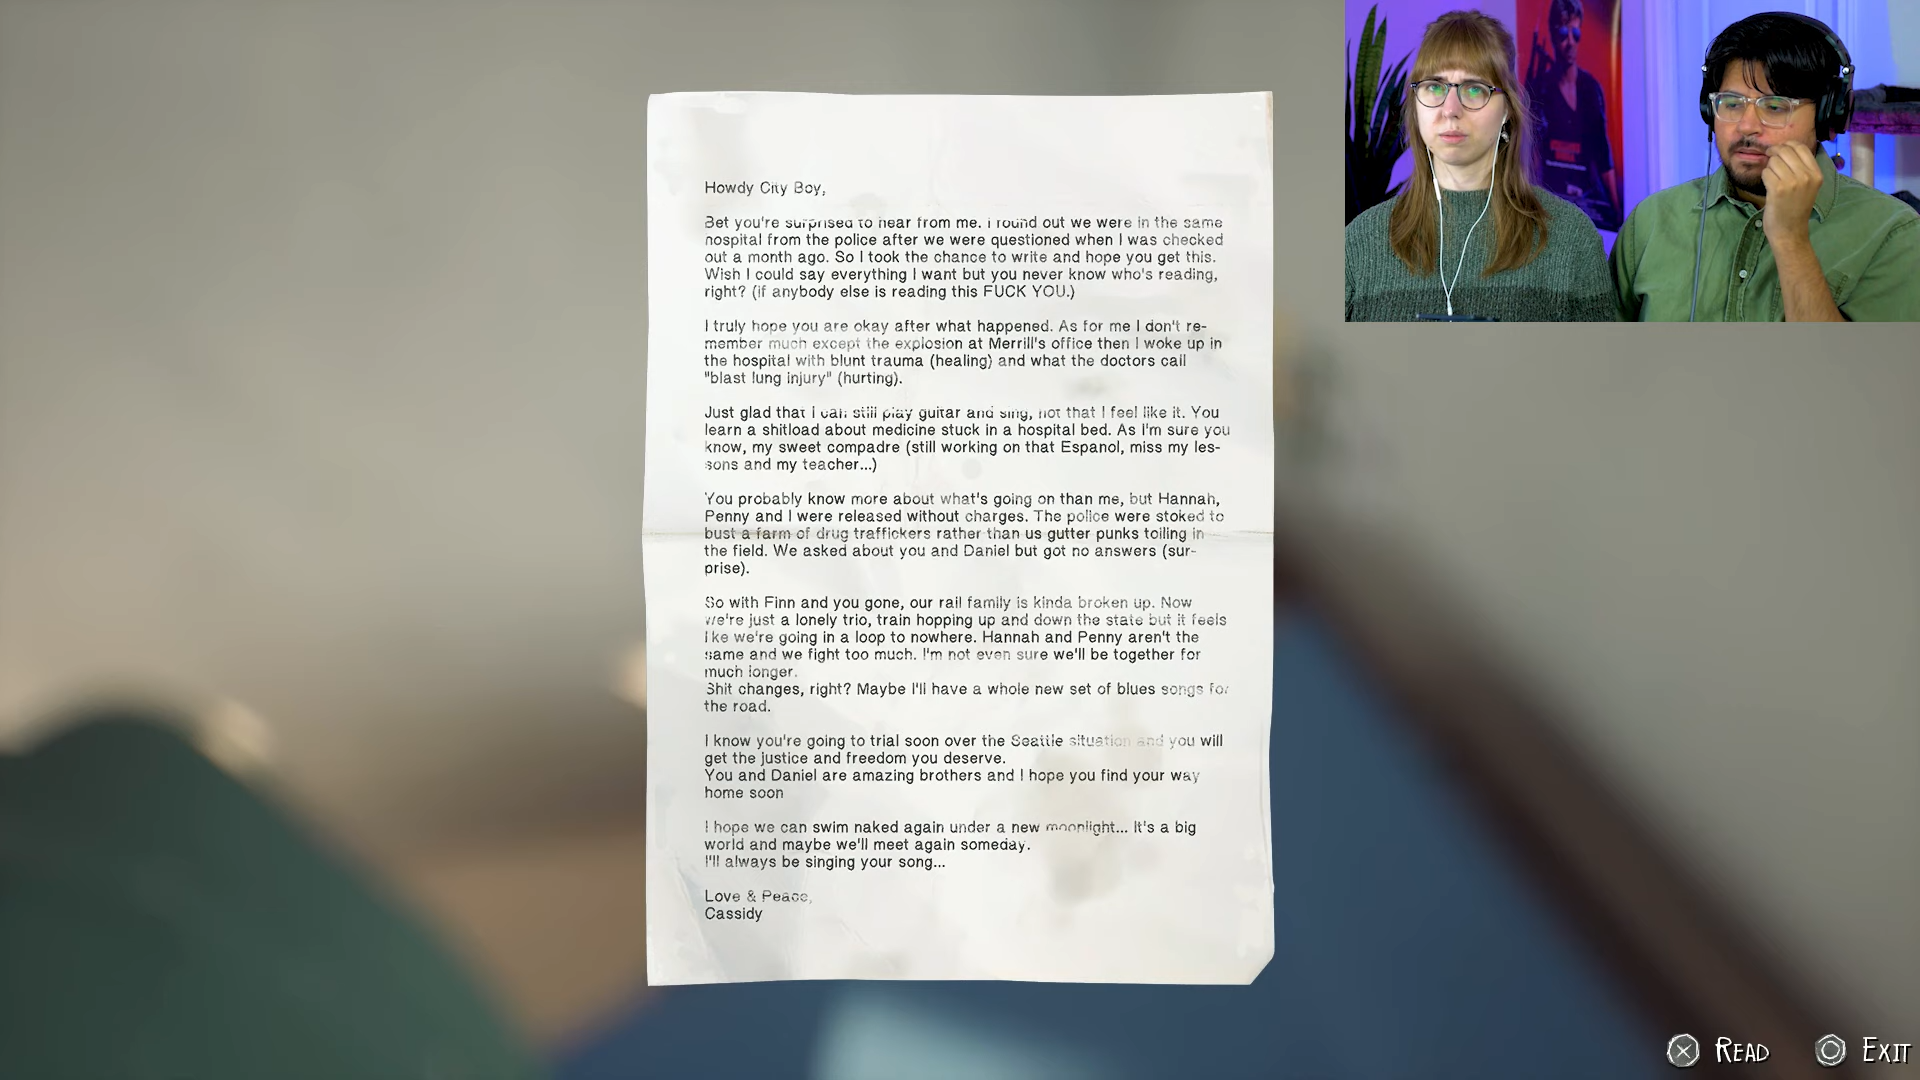 Howdy City Boy,
Bet you're surprised to hear from me. I found out we were in the same
hospital from the police after we were questioned when I was checked
out a month ago. So I took the chance to write and hope you get this.
Wish I could say everything I want but you never know who's reading,
right? (if anybody else is reading this FUCK YOU.)
I truly hope you are okay after what happened. As for me I don't re-
member much except the explosion at Merrill's office then I woke up in
the hospital with blunt trauma (healing) and what the doctors call
"blast lung injury" (hurting).
Just glad that I can still play guitar and sing, not that I feel like it. You
learn a shitload about medicine stuck in a hospital bed. As I'm sure you
know, my sweet compadre (still working on that Espanol, miss my les-
sons and my teacher...)
You probably know more about what's going on than me, but Hannah,
Penny and I were released without charges. The police were stoked to
bust a farm of drug traffickers rather than us gutter punks toiling in
the field. We asked about you and Daniel but got no answers (sur-
prise).
So with Finn and you gone, our rail family is kinda broken up. Now
we're just a lonely trio, train hopping up and down the state but it feels
like we're going in a loop to nowhere. Hannah and Penny aren't the
same and we fight too much. I'm not even sure we'll be together for
much longer.
Shit changes, right? Maybe I'll have a whole new set of blues songs for
the road.
I know you're going to trial soon over the Seattle situation and you will
get the justice and freedom you deserve.
You and Daniel are amazing brothers and I hope you find your way
home soon
I hope we can swim naked again under a new moonlight... It's a big
world and maybe we'll meet again someday.
I'll always be singing your song...
Love & Peace,
Cassidy
READ
EXIT